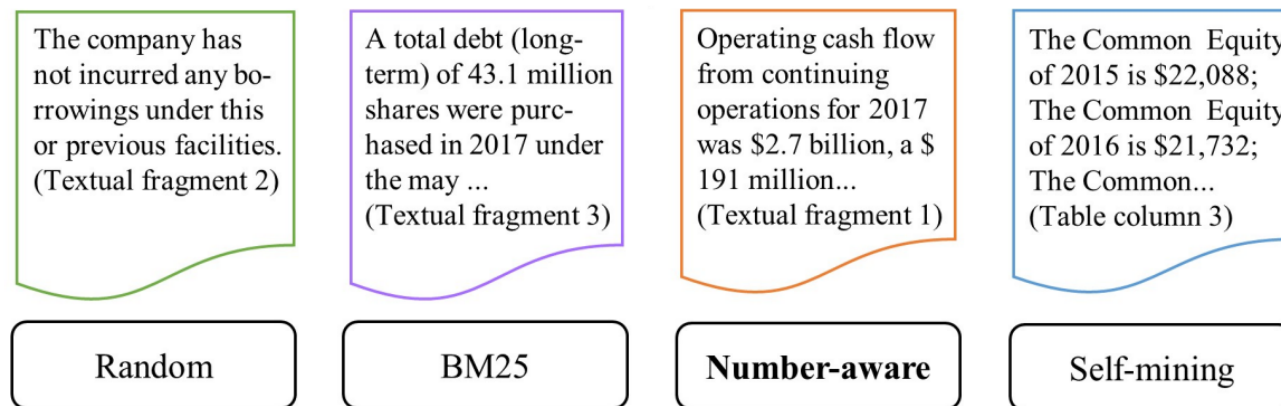 The company has
not incurred any bo-
rrowings under this
or previous facilities.
(Textual fragment 2)
A total debt (long-
term) of 43.1 million
shares were purc-
hased in 2017 under
the may ...
(Textual fragment 3)
Operating cash flow
from continuing
operations for 2017
was $2.7 billion, a $
191 million...
(Textual fragment 1)
The Common Equity
of 2015 is $22,088;
The Common Equity
of 2016 is $21,732;
The Common...
(Table column 3)
Random
BM25
Number-aware
Self-mining